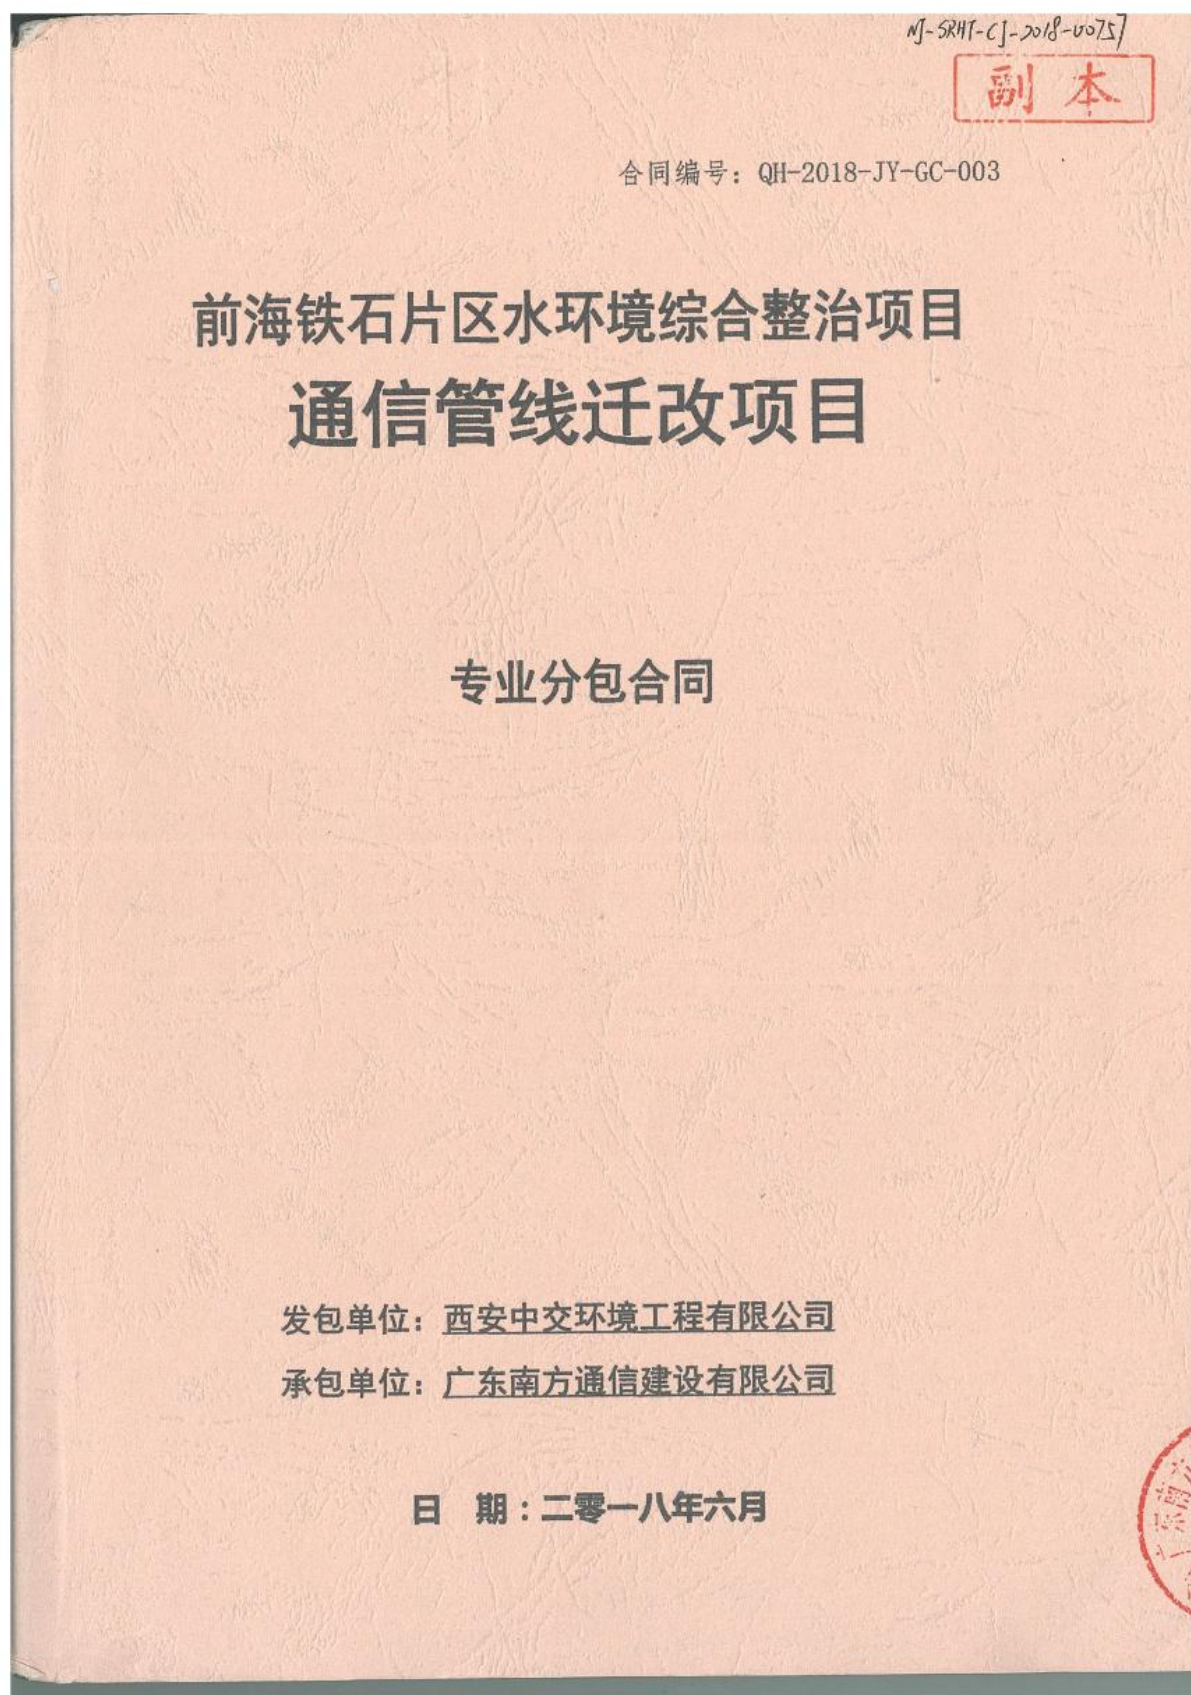 NJ-SRHT-CJ-2018-00757
副本
合同编号：QH-2018-JY-GC-003
前海铁石片区水环境综合整治项目
通信管线迁改项目
专业分包合同
发包单位：西安中交环境工程有限公司
承包单位：广东南方通信建设有限公司
日 期：二零一八年六月
广东南方